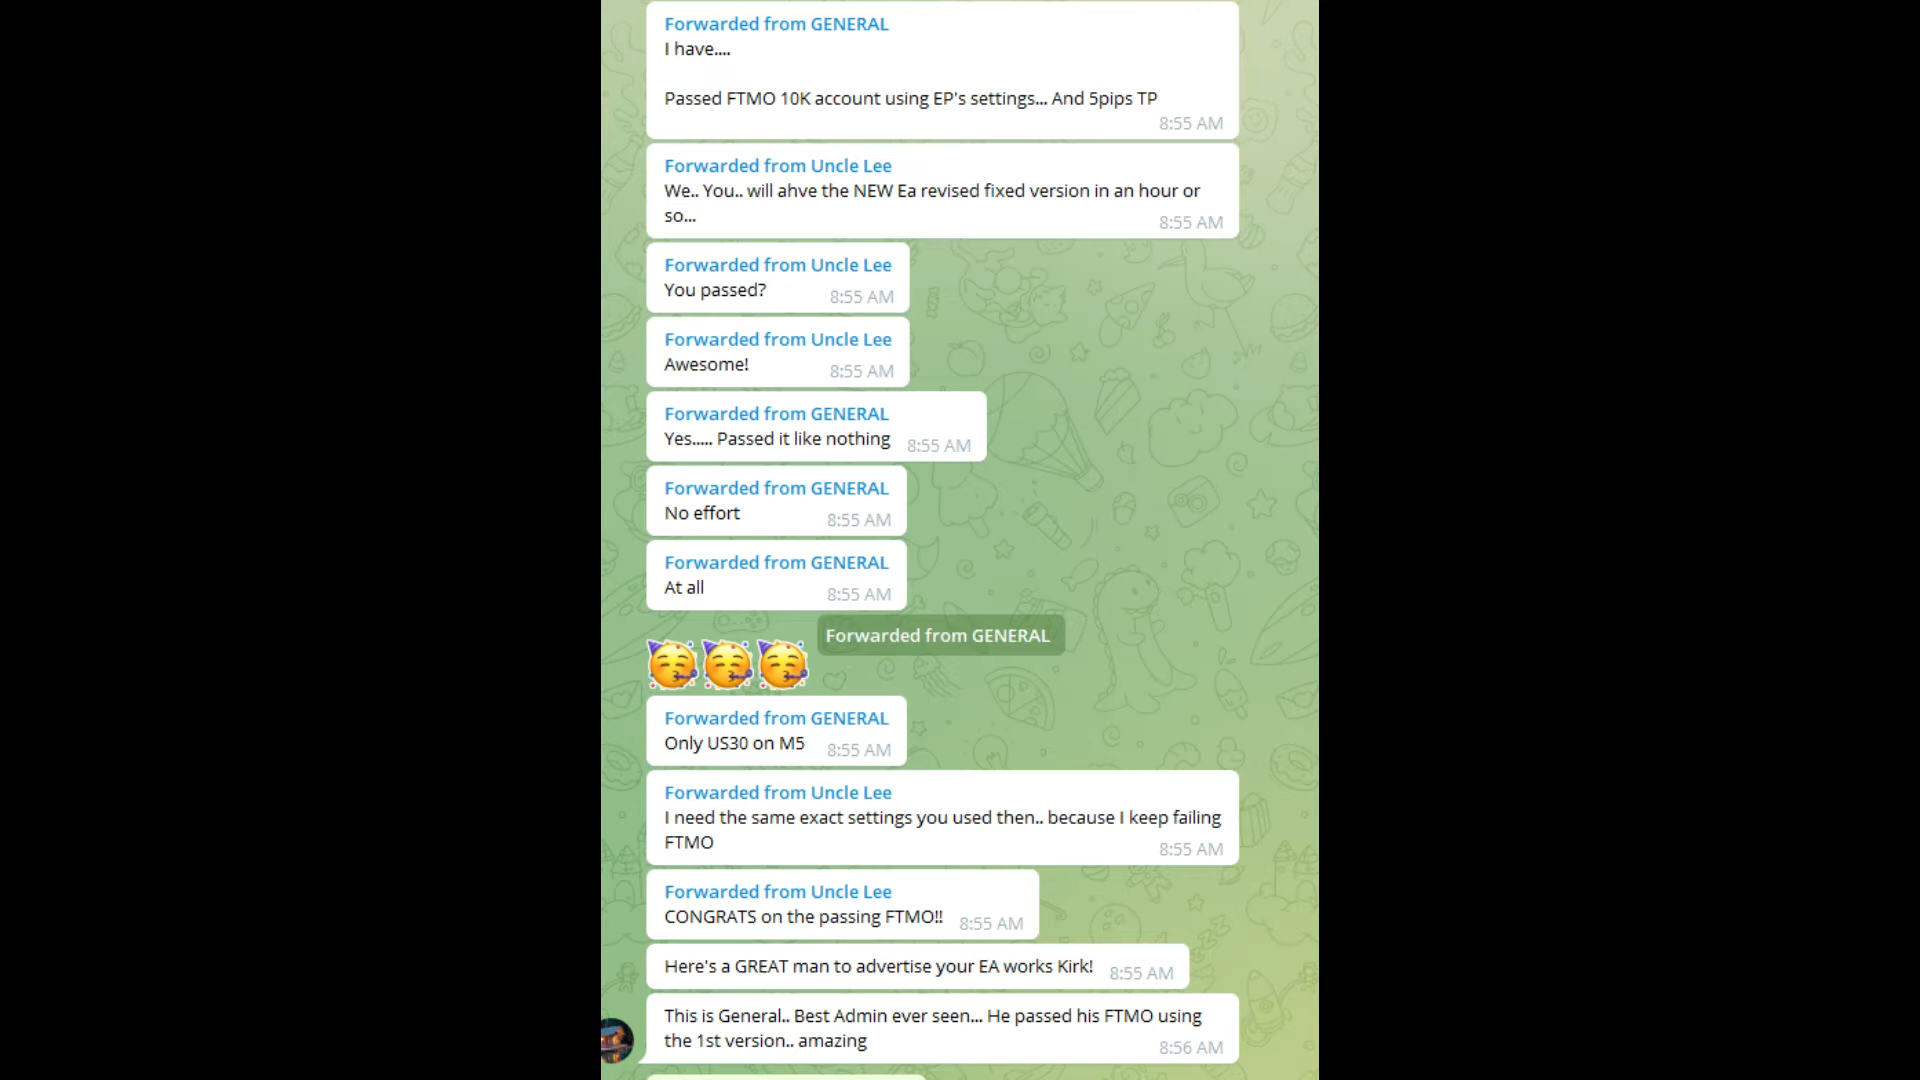 Forwarded from GENERAL
I have....
Passed FTMO 10K account using EP's settings... And 5pips TP
8:55 AM
Forwarded from Uncle Lee
We.. You.. will ahve the NEW Ea revised fixed version in an hour or
so...
8:55 AM
Forwarded from Uncle Lee
You passed?
8:55 AM
Forwarded from Uncle Lee
Awesome!
8:55 AM
Forwarded from GENERAL
Yes..... Passed it like nothing
8:55 AM
Forwarded from GENERAL
No effort
8:55 AM
Forwarded from GENERAL
At all
8:55 AM
Forwarded from GENERAL
Forwarded from GENERAL
Only US30 on M5
8:55 AM
Forwarded from Uncle Lee
I need the same exact settings you used then.. because I keep failing
FTMO
8:55 AM
Forwarded from Uncle Lee
CONGRATS on the passing FTMO!!
8:55 AM
Here's a GREAT man to advertise your EA works Kirk!
8:55 AM
This is General.. Best Admin ever seen... He passed his FTMO using
the 1st version.. amazing
8:56 AM